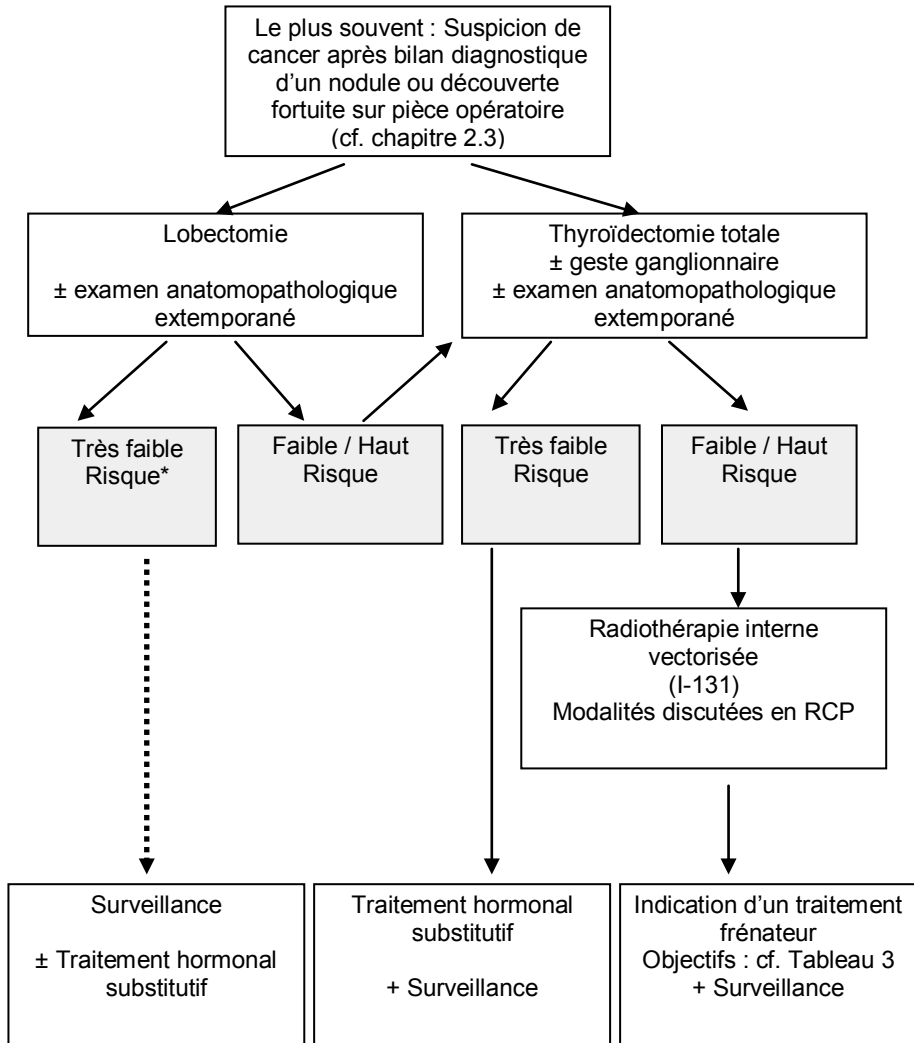 Le plus souvent : Suspicion de
cancer après bilan diagnostique
d’un nodule ou découverte
fortuite sur pièce opératoire
(cf. chapitre 2.3)
Lobectomie
± examen anatomopathologique
extemporané
Thyroïdectomie totale
± geste ganglionnaire
± examen anatomopathologique
extemporané
Très faible
Risque*
Faible / Haut
Risque
Très faible
Risque
Faible / Haut
Risque
Radiothérapie interne
vectorisée
(I-131)
Modalités discutées en RCP
Surveillance
± Traitement hormonal
substitutif
Traitement hormonal
substitutif
+ Surveillance
Indication d’un traitement
frénateur
Objectifs : cf. Tableau 3
+ Surveillance